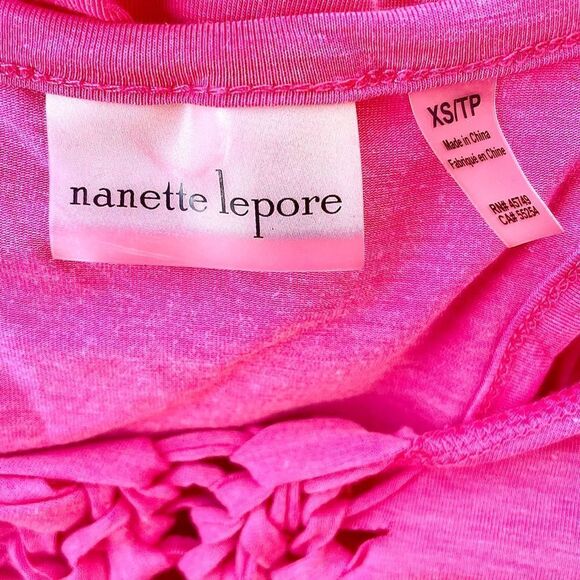 nanette lepore
XS/TP
Made in China
Fabriqué en Chine
RN# 45749
CA# 55254